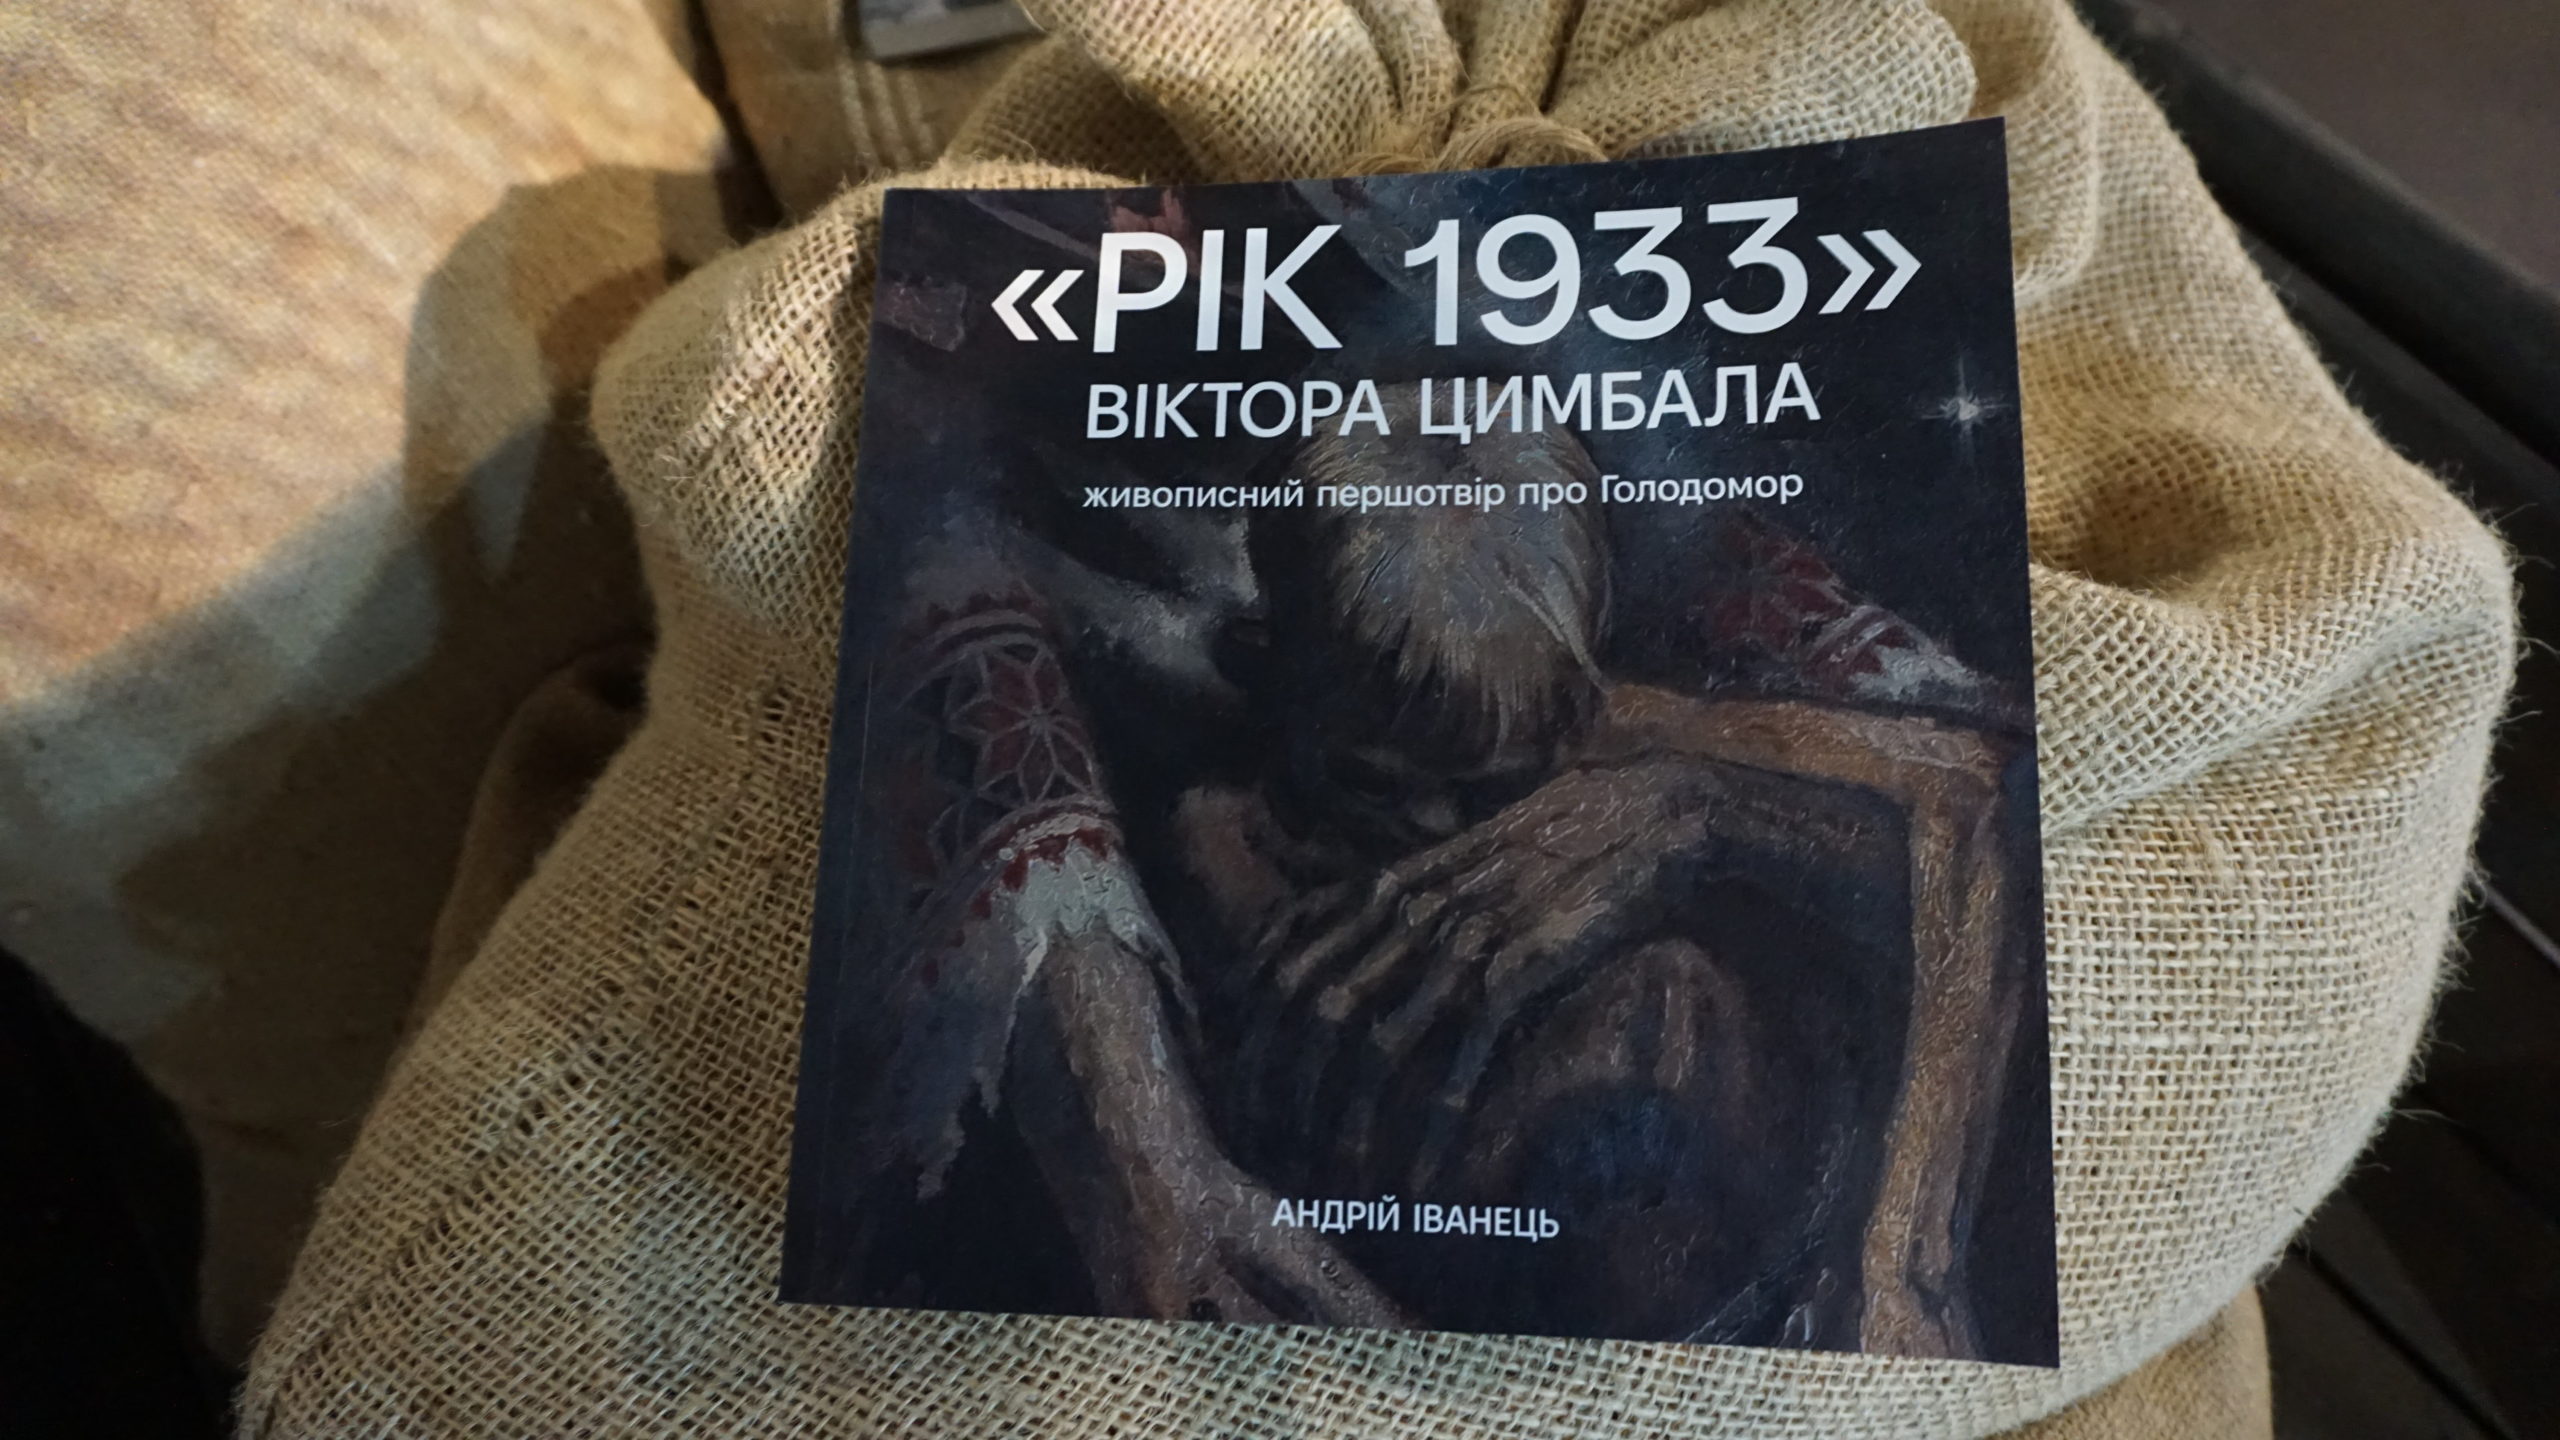 «РІК 1933»
ВІКТОРА ЦИМБАЛА
живописний першотвір про Голодомор
АНДРІЙ ІВАНЕЦЬ